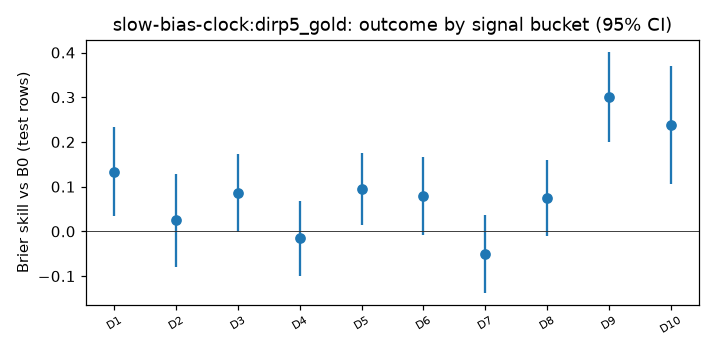 slow-bias-clock:dirp5_gold: outcome by signal bucket (95% CI)
Brier skill vs B0 (test rows)
0.4
0.3
0.2
0.1
0.0
−0.1
D1 D2 D3 D4 D5 D6 D7 D8 D9 D10